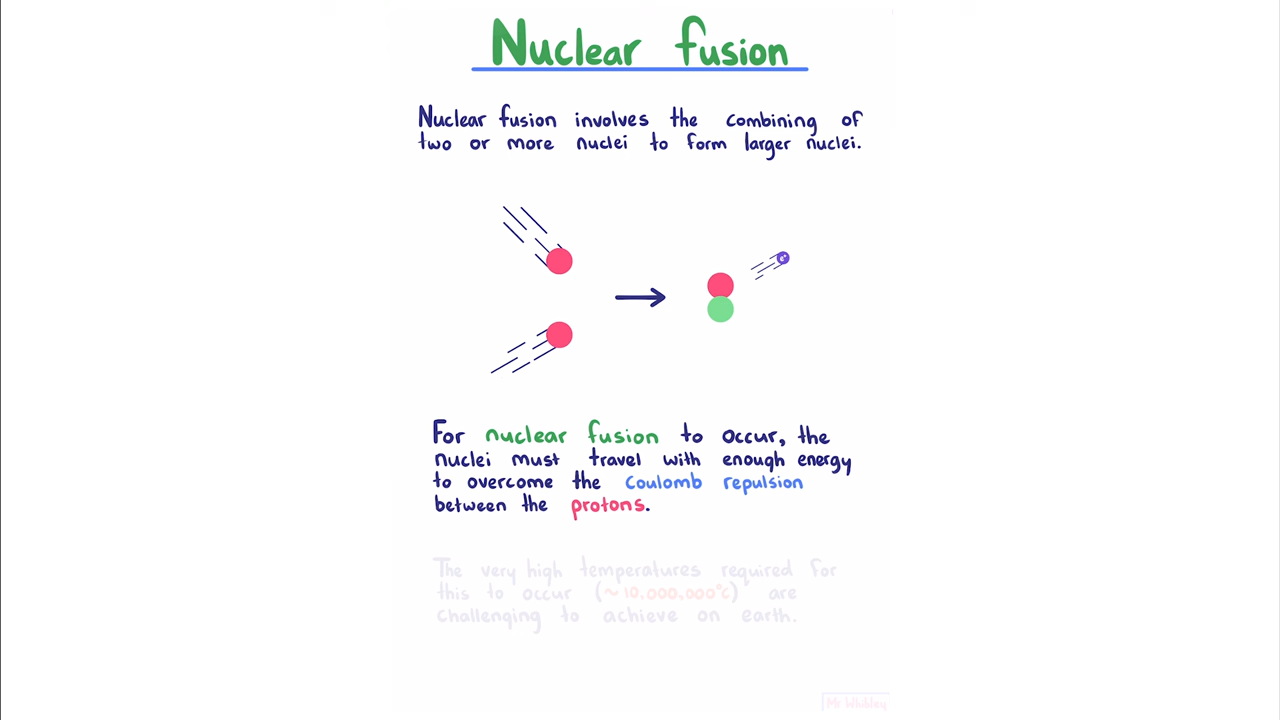 Nuclear fusion
Nuclear fusion involves the combining of
two or more nuclei to form larger nuclei.
e⁺
For nuclear fusion to occur, the
nuclei must travel with enough energy
to overcome the Coulomb repulsion
between the protons.
The very high temperatures required for
this to occur (~10,000,000°C) are
challenging to achieve on earth.
Mr Whibley